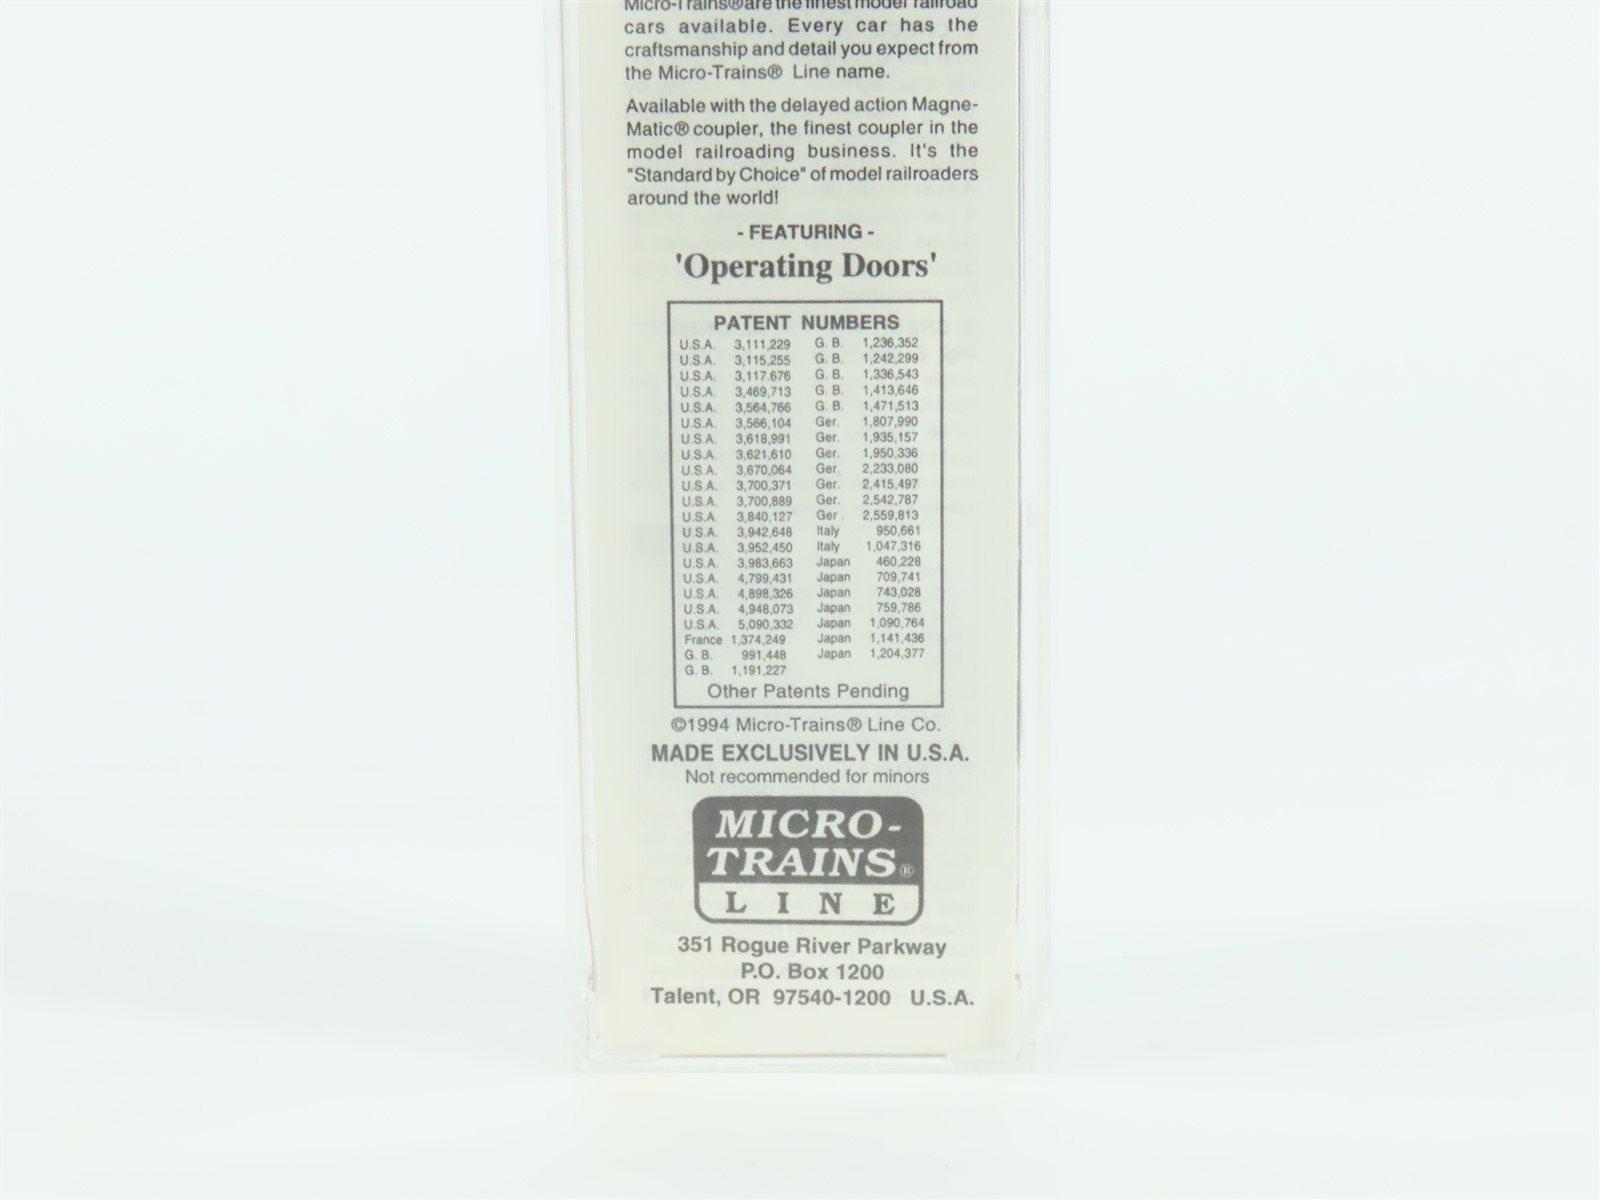 Micro-Trains® are the finest model railroad
cars available. Every car has the
craftsmanship and detail you expect from
the Micro-Trains® Line name.
Available with the delayed action Magne-
Matic® coupler, the finest coupler in the
model railroading business. It's the
"Standard by Choice" of model railroaders
around the world!
- FEATURING -
'Operating Doors'
PATENT NUMBERS
U.S.A. 3,111,229 G. B. 1,236,352
U.S.A. 3,115,255 G. B. 1,242,299
U.S.A. 3,117.676 G. B. 1,336,543
U.S.A. 3,469,713 G. B. 1,413,646
U.S.A. 3,564,766 G. B. 1,471,513
U.S.A. 3,566,104 Ger. 1,807,990
U.S.A. 3,618,991 Ger. 1,935,157
U.S.A. 3,621,610 Ger. 1,950,336
U.S.A. 3,670,064 Ger. 2,233,080
U.S.A. 3,700,371 Ger. 2,415,497
U.S.A. 3,700,889 Ger. 2,542,787
U.S.A. 3,840,127 Ger . 2,559,813
U.S.A. 3,942,648 Italy 950,661
U.S.A. 3,952,450 Italy 1,047,316
U.S.A. 3,983,663 Japan 460,228
U.S.A. 4,799,431 Japan 709,741
U.S.A. 4,898,326 Japan 743,028
U.S.A. 4,948,073 Japan 759,786
U.S.A. 5,090,332 Japan 1,090,764
France 1,374,249 Japan 1,141,436
G. B. 991,448 Japan 1,204,377
G. B. 1,191,227
Other Patents Pending
©1994 Micro-Trains® Line Co.
MADE EXCLUSIVELY IN U.S.A.
Not recommended for minors
MICRO-
TRAINS®
LINE
351 Rogue River Parkway
P.O. Box 1200
Talent, OR 97540-1200 U.S.A.